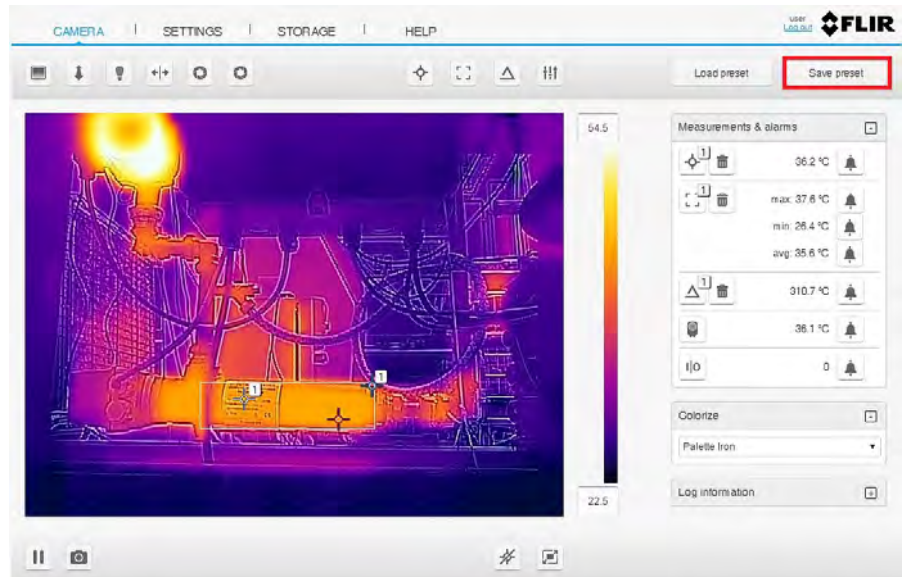 CAMERA | SETTINGS | STORAGE | HELP
user
Log out
FLIR
Load preset
Save preset
54.5
22.5
Measurements & alarms
1
36.2 °C
1
max: 37.6 °C
min: 26.4 °C
avg: 35.6 °C
1
310.7 °C
36.1 °C
I|O
0
1
1
Colorize
Palette Iron
Log information